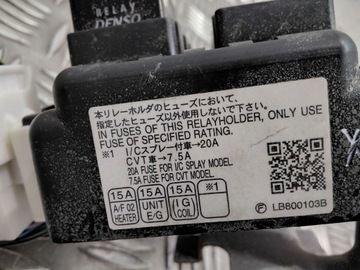 RELAY
DENSO
本リレーホルダのヒューズにおいて、
指定したヒューズ以外使用しないで下さい。
IN FUSES OF THIS RELAYHOLDER, ONLY USE
FUSE OF SPECIFIED RATING.
※1 I/Cスプレー付車→20A
CVT車→7.5A
20A FUSE FOR I/C SPLAY MODEL
7.5A FUSE FOR CVT MODEL
15A 15A 15A ※1
A/F 02 HEATER
UNIT E/G
IG COIL
F LB800103B